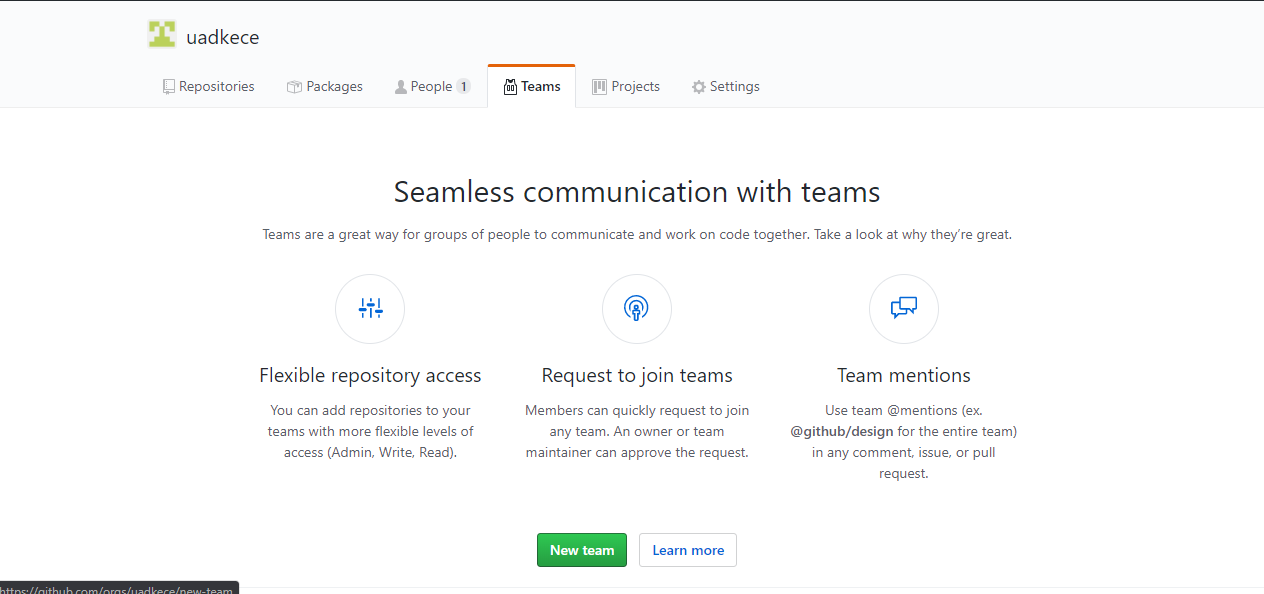 uadkece
Repositories Packages People 1 Teams Projects Settings
Seamless communication with teams
Teams are a great way for groups of people to communicate and work on code together. Take a look at why they’re great.
Flexible repository access
You can add repositories to your
teams with more flexible levels of
access (Admin, Write, Read).
Request to join teams
Members can quickly request to join
any team. An owner or team
maintainer can approve the request.
Team mentions
Use team @mentions (ex.
@github/design for the entire team)
in any comment, issue, or pull
request.
New team Learn more
https://github.com/orgs/uadkece/new-team